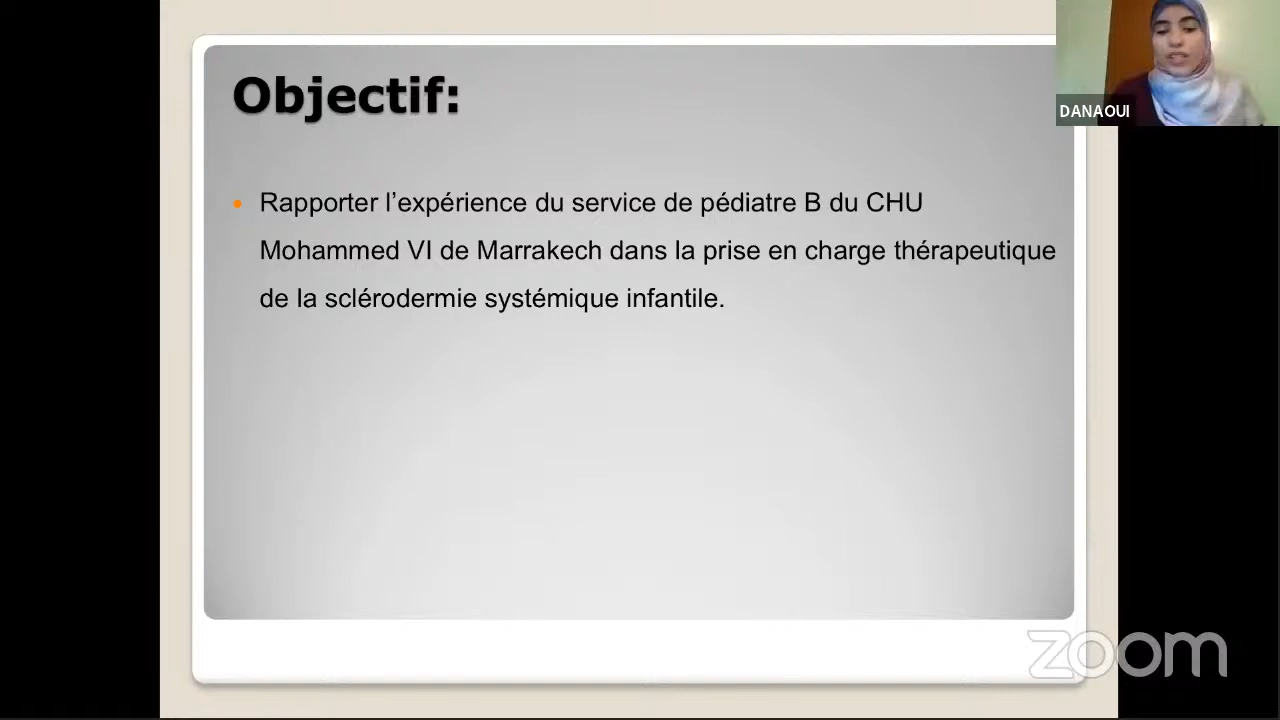 Objectif:
DANAOUI
• Rapporter l’expérience du service de pédiatre B du CHU
Mohammed VI de Marrakech dans la prise en charge thérapeutique
de la sclérodermie systémique infantile.
zoom